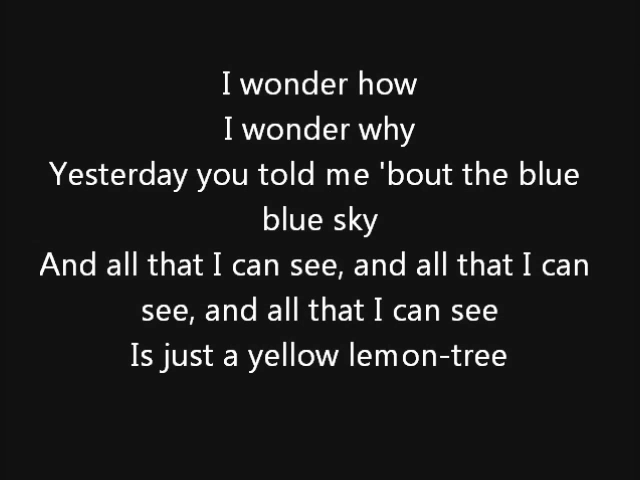 I wonder how
I wonder why
Yesterday you told me 'bout the blue
blue sky
And all that I can see, and all that I can
see, and all that I can see
Is just a yellow lemon-tree